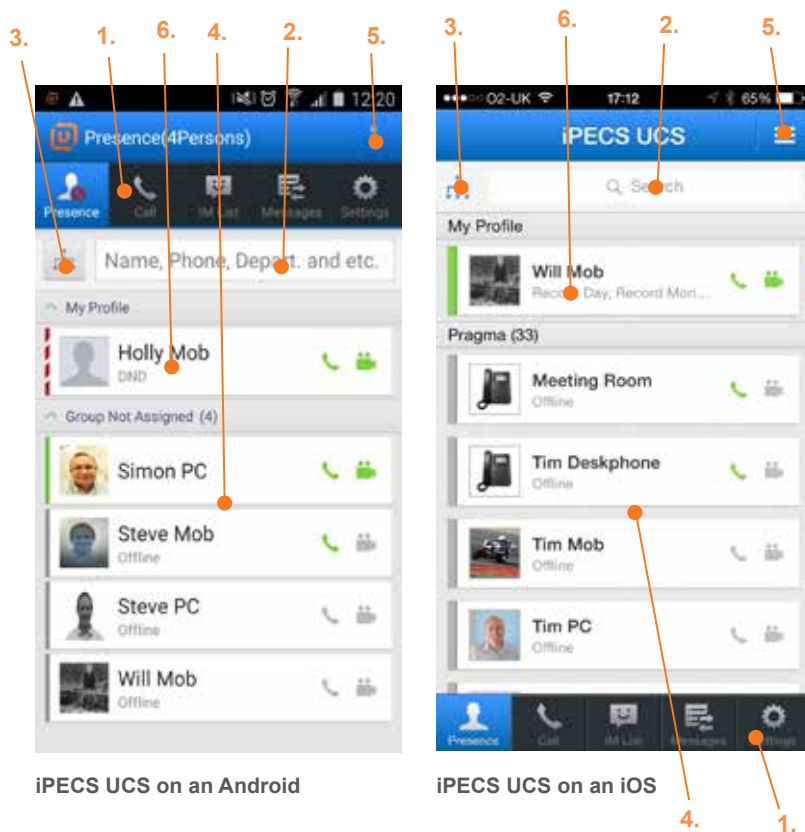 3.
1.
6.
4.
2.
5.
12:20
Presence(4Persons)
Presence
Call
IM List
Messages
Settings
Name, Phone, Depart. and etc.
My Profile
Holly Mob
DND
Group Not Assigned (4)
Simon PC
Steve Mob
Offline
Steve PC
Offline
Will Mob
Offline
iPECS UCS on an Android
3.
6.
2.
5.
O2-UK
17:12
65%
iPECS UCS
Search
My Profile
Will Mob
Record Day, Record Mon...
Pragma (33)
Meeting Room
Offline
Tim Deskphone
Offline
Tim Mob
Offline
Tim PC
Offline
Presence
Call
IM List
Messages
Settings
iPECS UCS on an iOS
4.
1.